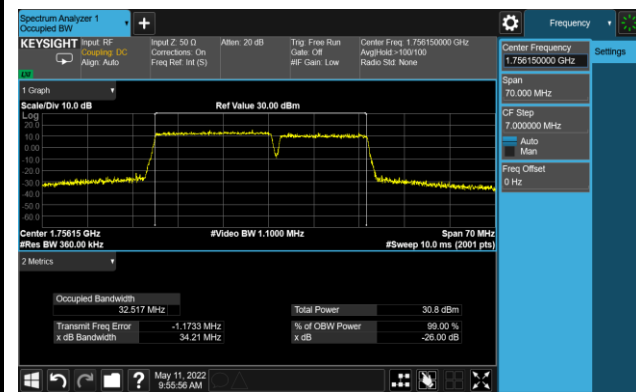 Spectrum Analyzer 1
Occupied BW
Frequency
KEYSIGHT
Input: RF
Coupling: DC
Align: Auto
Input Z: 50 Ω
Corrections: On
Freq Ref: Int (S)
Atten: 20 dB
Trig: Free Run
Gate: Off
#IF Gain: Low
Center Freq: 1.756150000 GHz
Avg|Hold:>100/100
Radio Std: None
Center Frequency
1.756150000 GHz
Settings
Span
70.000 MHz
CF Step
7.000000 MHz
Auto
Man
Freq Offset
0 Hz
1 Graph
Scale/Div 10.0 dB
Ref Value 30.00 dBm
Log
20.0
10.0
0.00
-10.0
-20.0
-30.0
-40.0
-50.0
-60.0
Center 1.75615 GHz
#Video BW 1.1000 MHz
Span 70 MHz
#Res BW 360.00 kHz
#Sweep 10.0 ms (2001 pts)
2 Metrics
Occupied Bandwidth
32.517 MHz
Total Power
30.8 dBm
Transmit Freq Error
-1.1733 MHz
% of OBW Power
99.00 %
x dB Bandwidth
34.21 MHz
x dB
-26.00 dB
?
May 11, 2022
9:55:56 AM